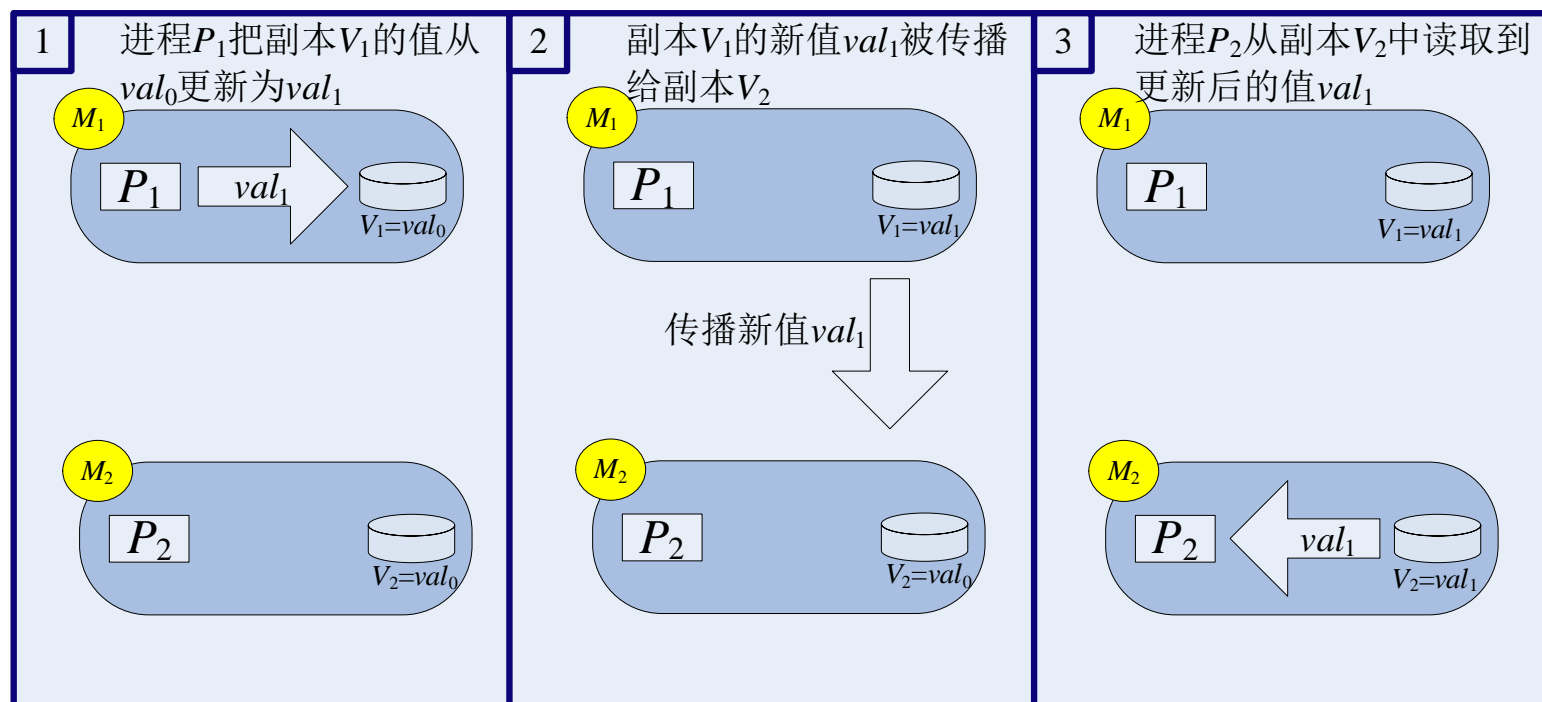 1
进程P₁把副本V₁的值从
val₀更新为val₁
M₁
P₁
val₁
V₁=val₀
M₂
P₂
V₂=val₀
2
副本V₁的新值val₁被传播
给副本V₂
M₁
P₁
V₁=val₁
传播新值val₁
M₂
P₂
V₂=val₀
3
进程P₂从副本V₂中读取到
更新后的值val₁
M₁
P₁
V₁=val₁
M₂
P₂
val₁
V₂=val₁